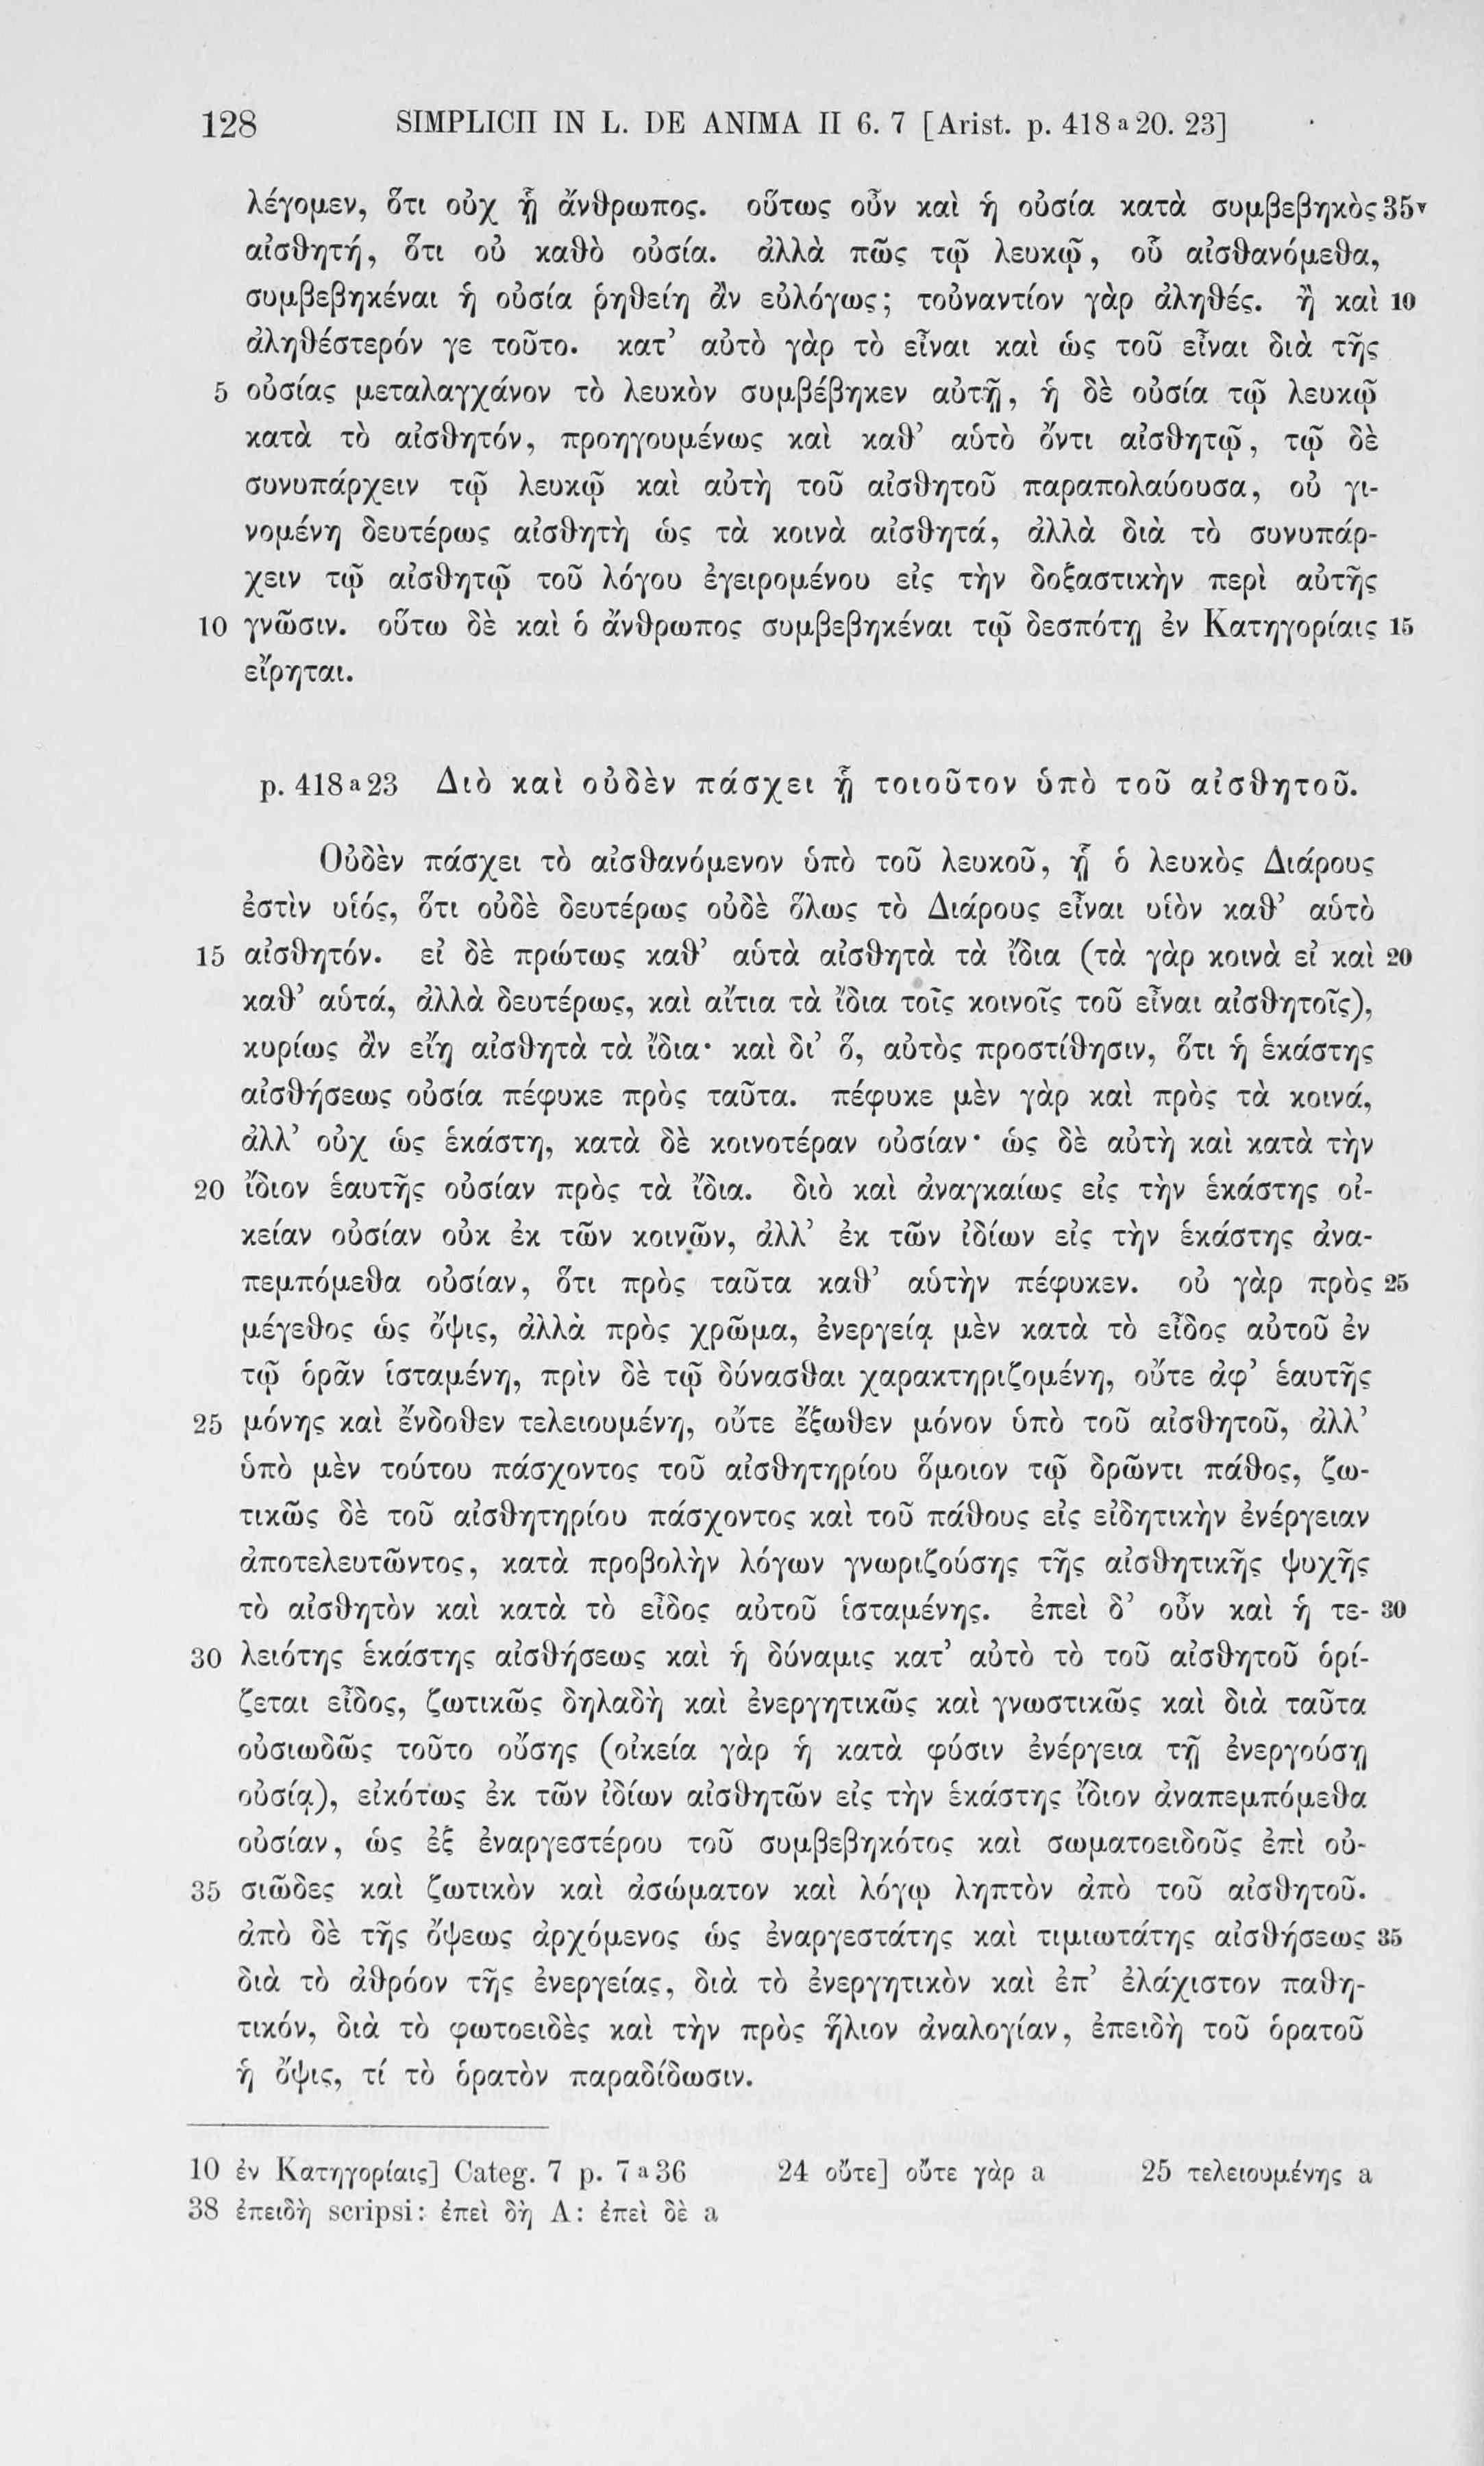 128 SIMPLICII IN L. DE ANIMA II 6. 7 [Arist. p. 418 a 20. 23]
λέγομεν, ὅτι οὐχ ᾗ ἄνθρωπος. οὕτως οὖν καὶ ἡ οὐσία κατὰ συμβεβηκὸς 35v
αἰσθητή, ὅτι οὐ καθὸ οὐσία. ἀλλὰ πῶς τῷ λευκῷ, οὗ αἰσθανόμεθα,
συμβεβηκέναι ἡ οὐσία ῥηθείη ἂν εὐλόγως; τοὐναντίον γὰρ ἀληθές. ἢ καὶ 10
ἀληθέστερόν γε τοῦτο. κατ’ αὐτὸ γὰρ τὸ εἶναι καὶ ὡς τοῦ εἶναι διὰ τῆς
5 οὐσίας μεταλαγχάνον τὸ λευκὸν συμβέβηκεν αὐτῇ, ἡ δὲ οὐσία τῷ λευκῷ
κατὰ τὸ αἰσθητόν, προηγουμένως καὶ καθ’ αὑτὸ ὄντι αἰσθητῷ, τῷ δὲ
συνυπάρχειν τῷ λευκῷ καὶ αὐτὴ τοῦ αἰσθητοῦ παραπολαύουσα, οὐ γι-
νομένη δευτέρως αἰσθητὴ ὡς τὰ κοινὰ αἰσθητά, ἀλλὰ διὰ τὸ συνυπάρ-
χειν τῷ αἰσθητῷ τοῦ λόγου ἐγειρομένου εἰς τὴν δοξαστικὴν περὶ αὐτῆς
10 γνῶσιν. οὕτω δὲ καὶ ὁ ἄνθρωπος συμβεβηκέναι τῷ δεσπότῃ ἐν Κατηγορίαις 15
εἴρηται.
p. 418 a 23 Διὸ καὶ οὐδὲν πάσχει ᾗ τοιοῦτον ὑπὸ τοῦ αἰσθητοῦ.
Οὐδὲν πάσχει τὸ αἰσθανόμενον ὑπὸ τοῦ λευκοῦ, ᾗ ὁ λευκὸς Διάρους
ἐστὶν υἱός, ὅτι οὐδὲ δευτέρως οὐδὲ ὅλως τὸ Διάρους εἶναι υἱὸν καθ’ αὑτὸ
15 αἰσθητόν. εἰ δὲ πρώτως καθ’ αὑτὰ αἰσθητὰ τὰ ἴδια (τὰ γὰρ κοινὰ εἰ καὶ 20
καθ’ αὑτά, ἀλλὰ δευτέρως, καὶ αἴτια τὰ ἴδια τοῖς κοινοῖς τοῦ εἶναι αἰσθητοῖς),
κυρίως ἂν εἴη αἰσθητὰ τὰ ἴδια· καὶ δι’ ὅ, αὐτὸς προστίθησιν, ὅτι ἡ ἑκάστης
αἰσθήσεως οὐσία πέφυκε πρὸς ταῦτα. πέφυκε μὲν γὰρ καὶ πρὸς τὰ κοινά,
ἀλλ’ οὐχ ὡς ἑκάστη, κατὰ δὲ κοινοτέραν οὐσίαν· ὡς δὲ αὐτὴ καὶ κατὰ τὴν
20 ἴδιον ἑαυτῆς οὐσίαν πρὸς τὰ ἴδια. διὸ καὶ ἀναγκαίως εἰς τὴν ἑκάστης οἰ-
κείαν οὐσίαν οὐκ ἐκ τῶν κοινῶν, ἀλλ’ ἐκ τῶν ἰδίων εἰς τὴν ἑκάστης ἀνα-
πεμπόμεθα οὐσίαν, ὅτι πρὸς ταῦτα καθ’ αὑτὴν πέφυκεν. οὐ γὰρ πρὸς 25
μέγεθος ὡς ὄψις, ἀλλὰ πρὸς χρῶμα, ἐνεργείᾳ μὲν κατὰ τὸ εἶδος αὐτοῦ ἐν
τῷ ὁρᾶν ἱσταμένη, πρὶν δὲ τῷ δύνασθαι χαρακτηριζομένη, οὔτε ἀφ’ ἑαυτῆς
25 μόνης καὶ ἔνδοθεν τελειουμένη, οὔτε ἔξωθεν μόνον ὑπὸ τοῦ αἰσθητοῦ, ἀλλ’
ὑπὸ μὲν τούτου πάσχοντος τοῦ αἰσθητηρίου ὅμοιον τῷ δρῶντι πάθος, ζω-
τικῶς δὲ τοῦ αἰσθητηρίου πάσχοντος καὶ τοῦ πάθους εἰς εἰδητικὴν ἐνέργειαν
ἀποτελευτῶντος, κατὰ προβολὴν λόγων γνωριζούσης τῆς αἰσθητικῆς ψυχῆς
τὸ αἰσθητὸν καὶ κατὰ τὸ εἶδος αὐτοῦ ἱσταμένης. ἐπεὶ δ’ οὖν καὶ ἡ τε- 30
30 λειότης ἑκάστης αἰσθήσεως καὶ ἡ δύναμις κατ’ αὐτὸ τὸ τοῦ αἰσθητοῦ ὁρί-
ζεται εἶδος, ζωτικῶς δηλαδὴ καὶ ἐνεργητικῶς καὶ γνωστικῶς καὶ διὰ ταῦτα
οὐσιωδῶς τοῦτο οὔσης (οἰκεία γὰρ ἡ κατὰ φύσιν ἐνέργεια τῇ ἐνεργούσῃ
οὐσίᾳ), εἰκότως ἐκ τῶν ἰδίων αἰσθητῶν εἰς τὴν ἑκάστης ἴδιον ἀναπεμπόμεθα
οὐσίαν, ὡς ἐξ ἐναργεστέρου τοῦ συμβεβηκότος καὶ σωματοειδοῦς ἐπὶ οὐ-
35 σιῶδες καὶ ζωτικὸν καὶ ἀσώματον καὶ λόγῳ ληπτὸν ἀπὸ τοῦ αἰσθητοῦ.
ἀπὸ δὲ τῆς ὄψεως ἀρχόμενος ὡς ἐναργεστάτης καὶ τιμιωτάτης αἰσθήσεως 35
διὰ τὸ ἀθρόον τῆς ἐνεργείας, διὰ τὸ ἐνεργητικὸν καὶ ἐπ’ ἐλάχιστον παθη-
τικόν, διὰ τὸ φωτοειδὲς καὶ τὴν πρὸς ἥλιον ἀναλογίαν, ἐπειδὴ τοῦ ὁρατοῦ
ἡ ὄψις, τί τὸ ὁρατὸν παραδίδωσιν.
10 ἐν Κατηγορίαις] Categ. 7 p. 7 a 36 24 οὔτε] οὔτε γὰρ a 25 τελειουμένης a
38 ἐπειδὴ scripsi: ἐπεὶ δὴ A: ἐπεὶ δὲ a